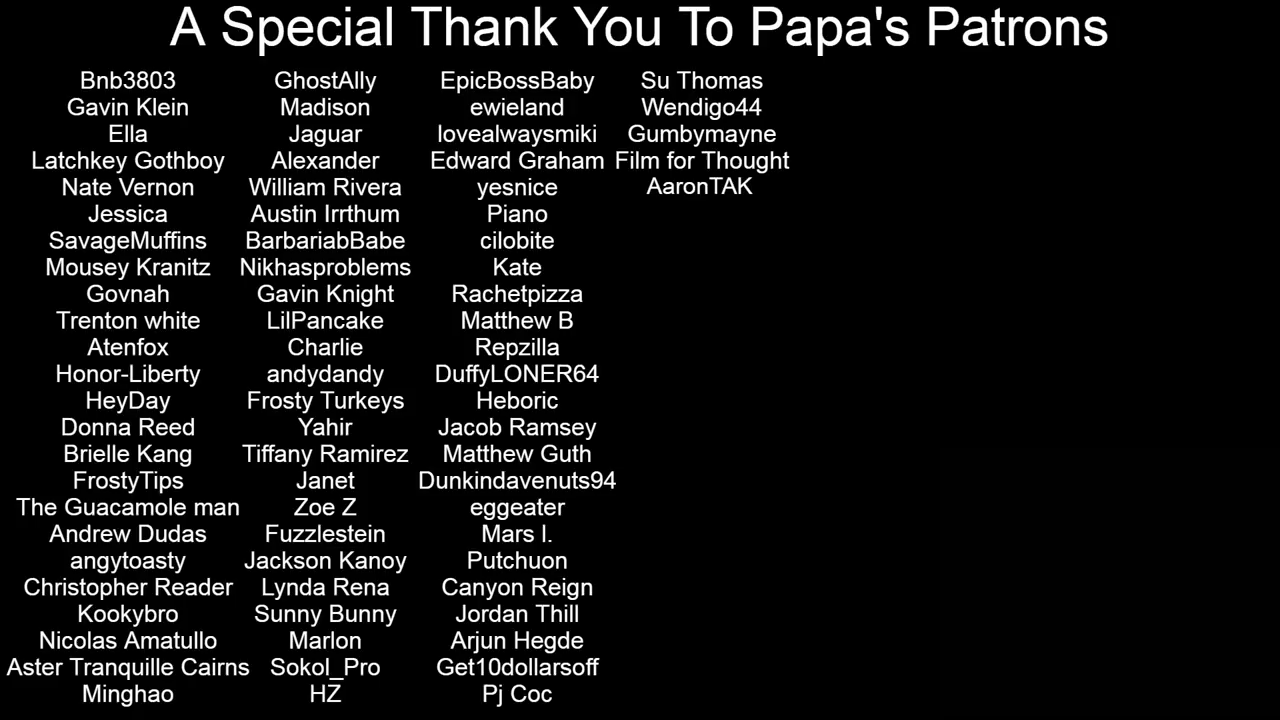 A Special Thank You To Papa's Patrons
Bnb3803
Gavin Klein
Ella
Latchkey Gothboy
Nate Vernon
Jessica
SavageMuffins
Mousey Kranitz
Govnah
Trenton white
Atenfox
Honor-Liberty
HeyDay
Donna Reed
Brielle Kang
FrostyTips
The Guacamole man
Andrew Dudas
angytoasty
Christopher Reader
Kookybro
Nicolas Amatullo
Aster Tranquille Cairns
Minghao
GhostAlly
Madison
Jaguar
Alexander
William Rivera
Austin Irrthum
BarbariabBabe
Nikhasproblems
Gavin Knight
LilPancake
Charlie
andydandy
Frosty Turkeys
Yahir
Tiffany Ramirez
Janet
Zoe Z
Fuzzlestein
Jackson Kanoy
Lynda Rena
Sunny Bunny
Marlon
Sokol_Pro
HZ
EpicBossBaby
ewieland
lovealwaysmiki
Edward Graham
yesnice
Piano
cilobite
Kate
Rachetpizza
Matthew B
Repzilla
DuffyLONER64
Heboric
Jacob Ramsey
Matthew Guth
Dunkindavenuts94
eggeater
Mars I.
Putchuon
Canyon Reign
Jordan Thill
Arjun Hegde
Get10dollarsoff
Pj Coc
Su Thomas
Wendigo44
Gumbymayne
Film for Thought
AaronTAK